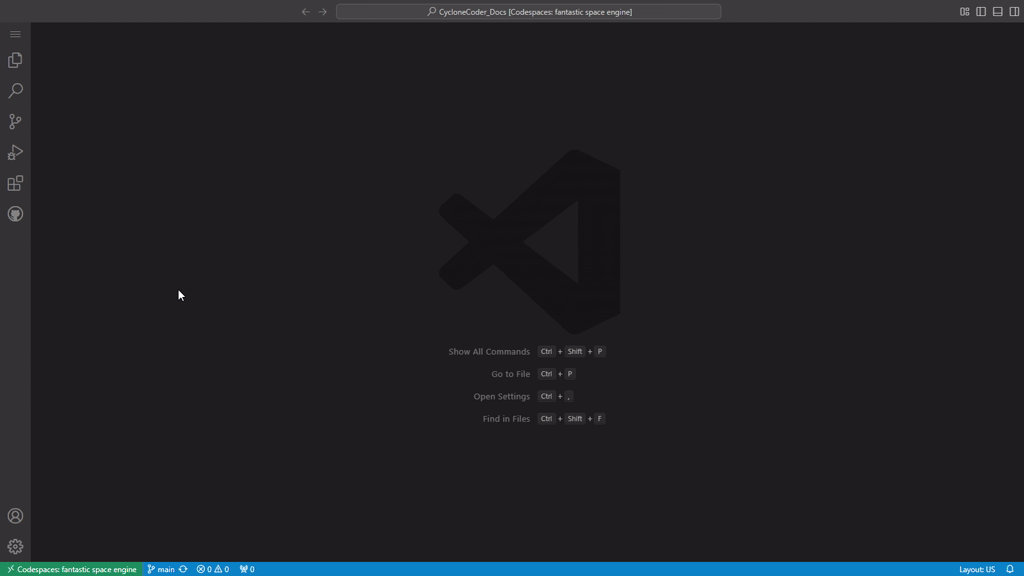 CycloneCoder_Docs [Codespaces: fantastic space engine]
Show All Commands Ctrl + Shift + P
Go to File Ctrl + P
Open Settings Ctrl + ,
Find in Files Ctrl + Shift + F
Codespaces: fantastic space engine main 0 0 0 Layout: US